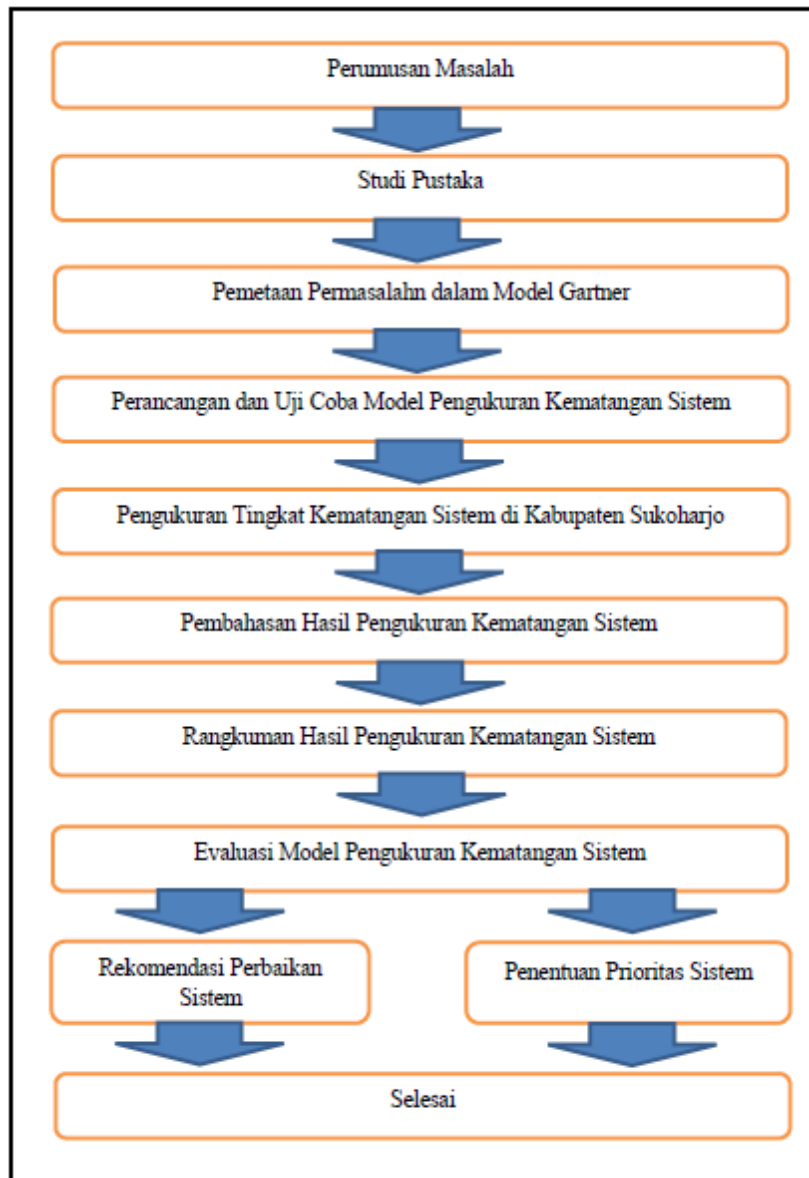 Perumusan Masalah
Studi Pustaka
Pemetaan Permasalahn dalam Model Gartner
Perancangan dan Uji Coba Model Pengukuran Kematangan Sistem
Pengukuran Tingkat Kematangan Sistem di Kabupaten Sukoharjo
Pembahasan Hasil Pengukuran Kematangan Sistem
Rangkuman Hasil Pengukuran Kematangan Sistem
Evaluasi Model Pengukuran Kematangan Sistem
Rekomendasi Perbaikan
Sistem
Penentuan Prioritas Sistem
Selesai